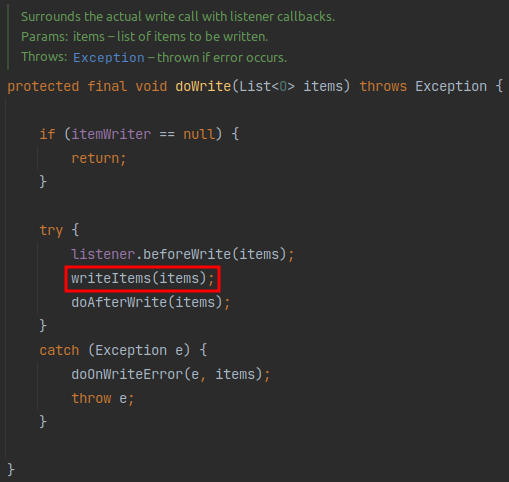 Surrounds the actual write call with listener callbacks.
Params: items – list of items to be written.
Throws: Exception – thrown if error occurs.
protected final void doWrite(List<O> items) throws Exception {
if (itemWriter == null) {
return;
}
try {
listener.beforeWrite(items);
writeItems(items);
doAfterWrite(items);
}
catch (Exception e) {
doOnWriteError(e, items);
throw e;
}
}